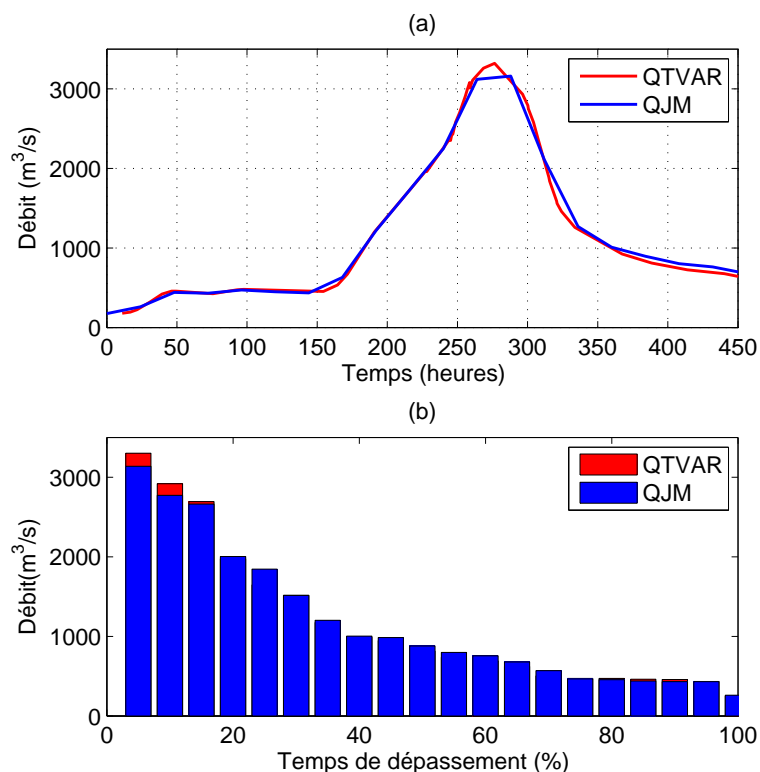 (a)
3000
2000
1000
0
Débit (m³/s)
QTVAR
QJM
0 50 100 150 200 250 300 350 400 450
Temps (heures)
(b)
3000
2000
1000
0
Débit(m³/s)
QTVAR
QJM
0 20 40 60 80 100
Temps de dépassement (%)